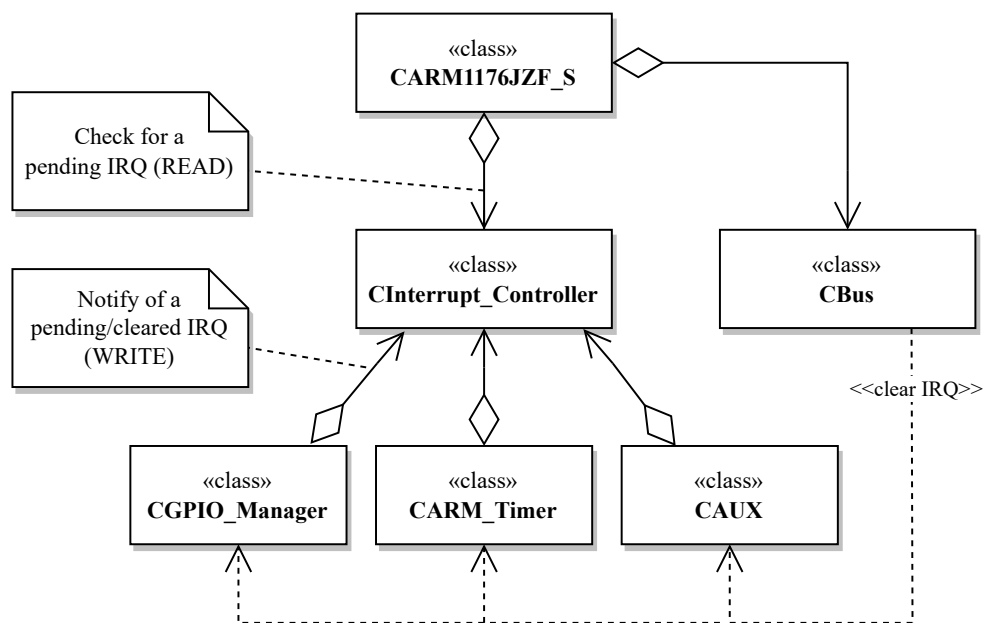 «class»
CARM1176JZF_S
Check for a
pending IRQ (READ)
«class»
CInterrupt_Controller
«class»
CBus
Notify of a
pending/cleared IRQ
(WRITE)
<<clear IRQ>>
«class»
CGPIO_Manager
«class»
CARM_Timer
«class»
CAUX